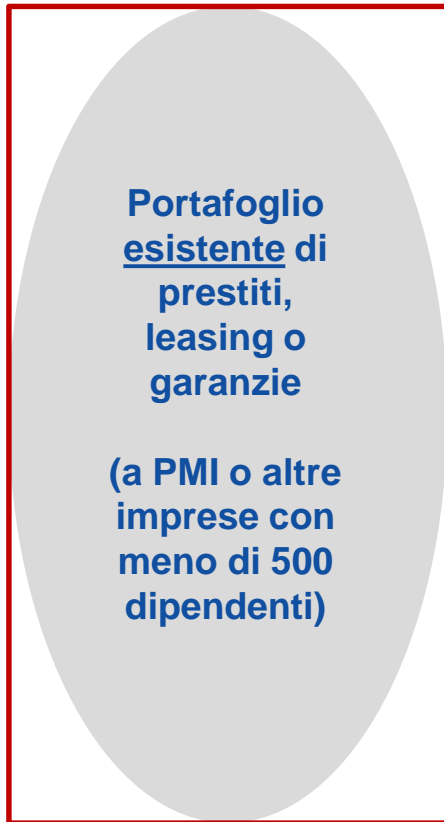 Portafoglio
esistente di
prestiti,
leasing o
garanzie
(a PMI o altre
imprese con
meno di 500
dipendenti)